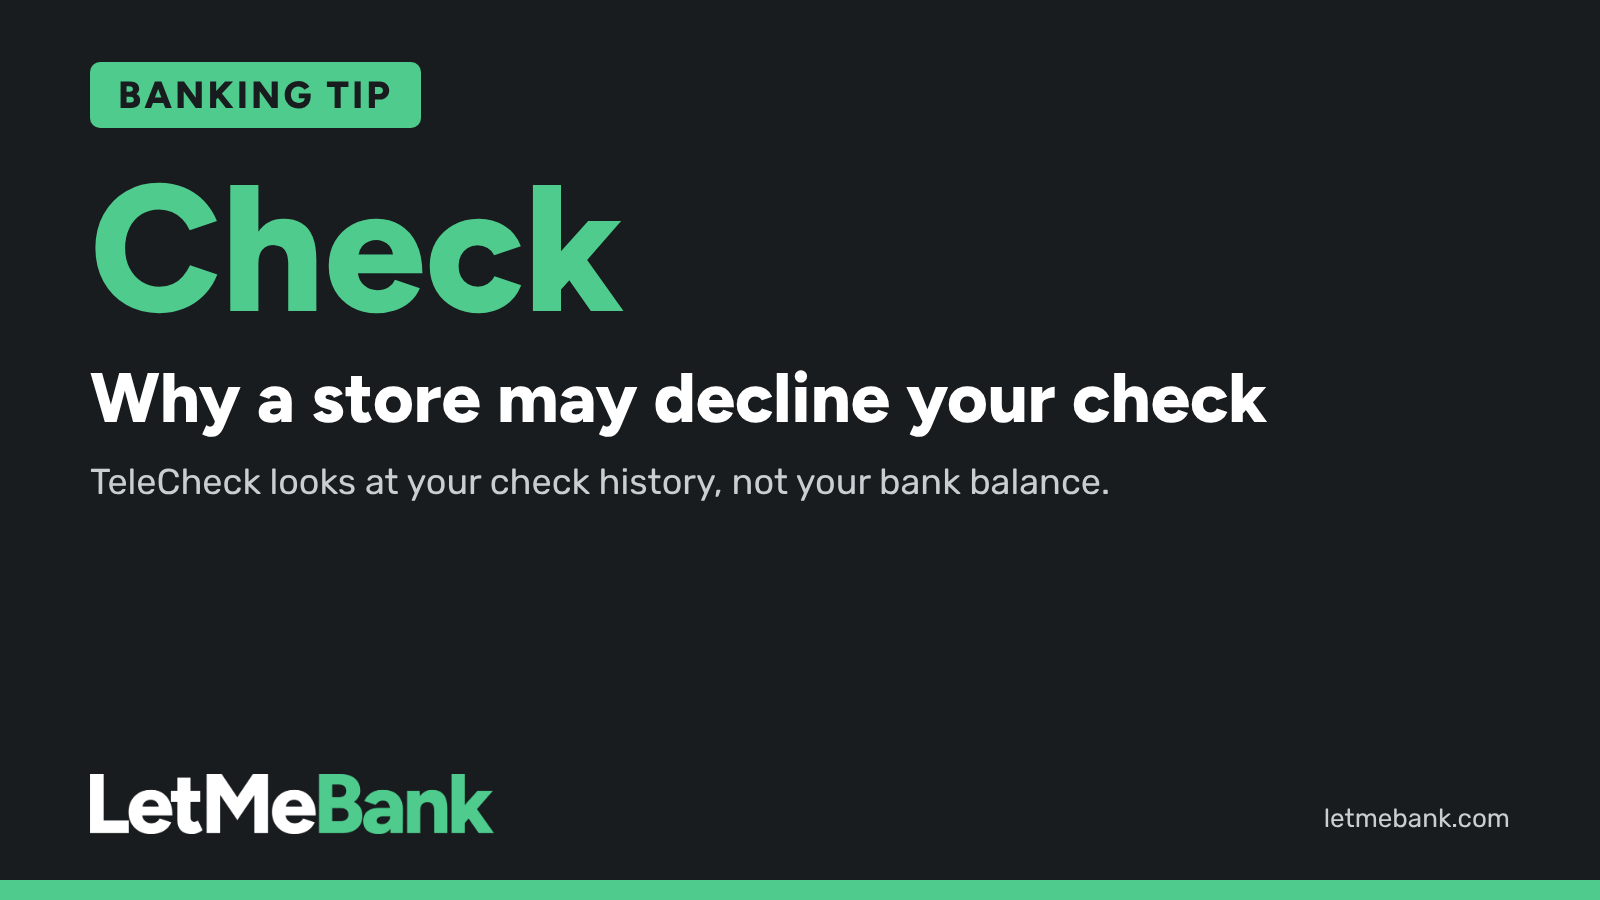 BANKING TIP
Check
Why a store may decline your check
TeleCheck looks at your check history, not your bank balance.
LetMeBank
letmebank.com